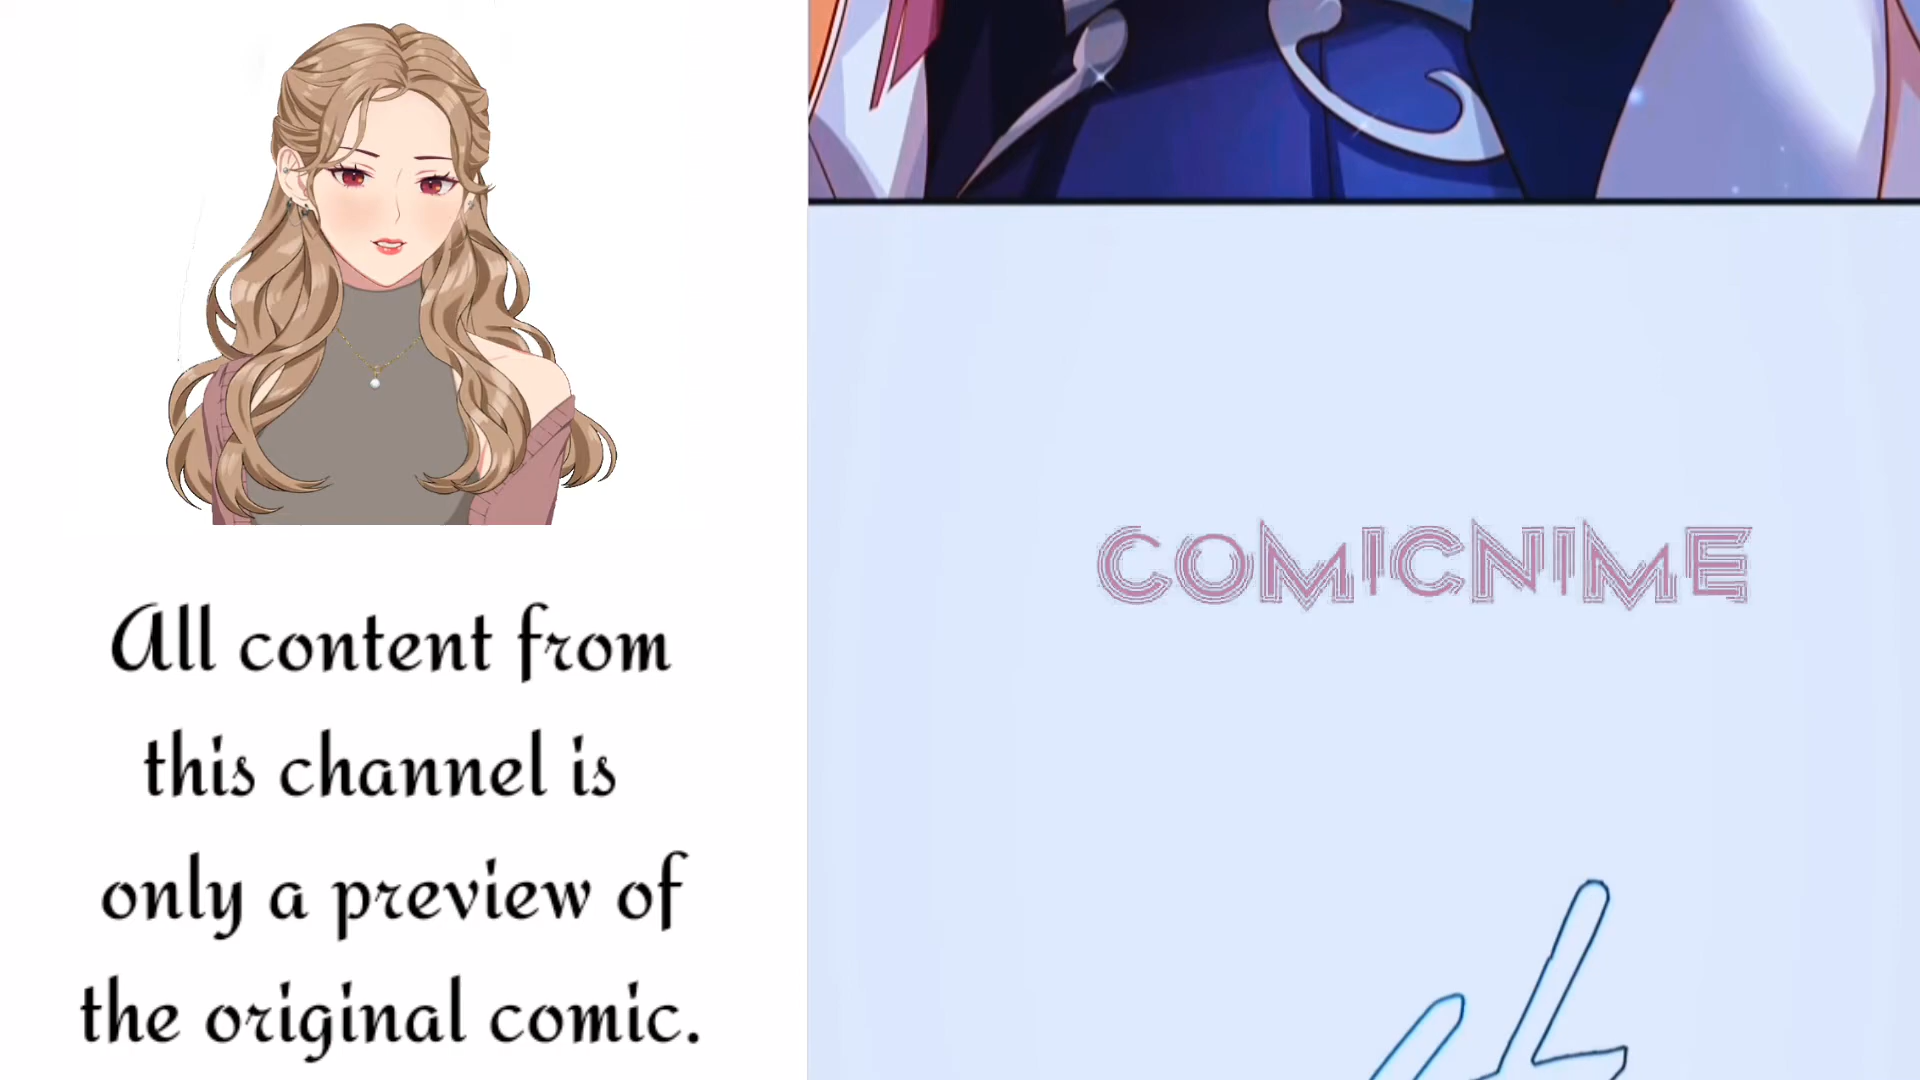 All content from
this channel is
only a preview of
the original comic.
COMICNIME